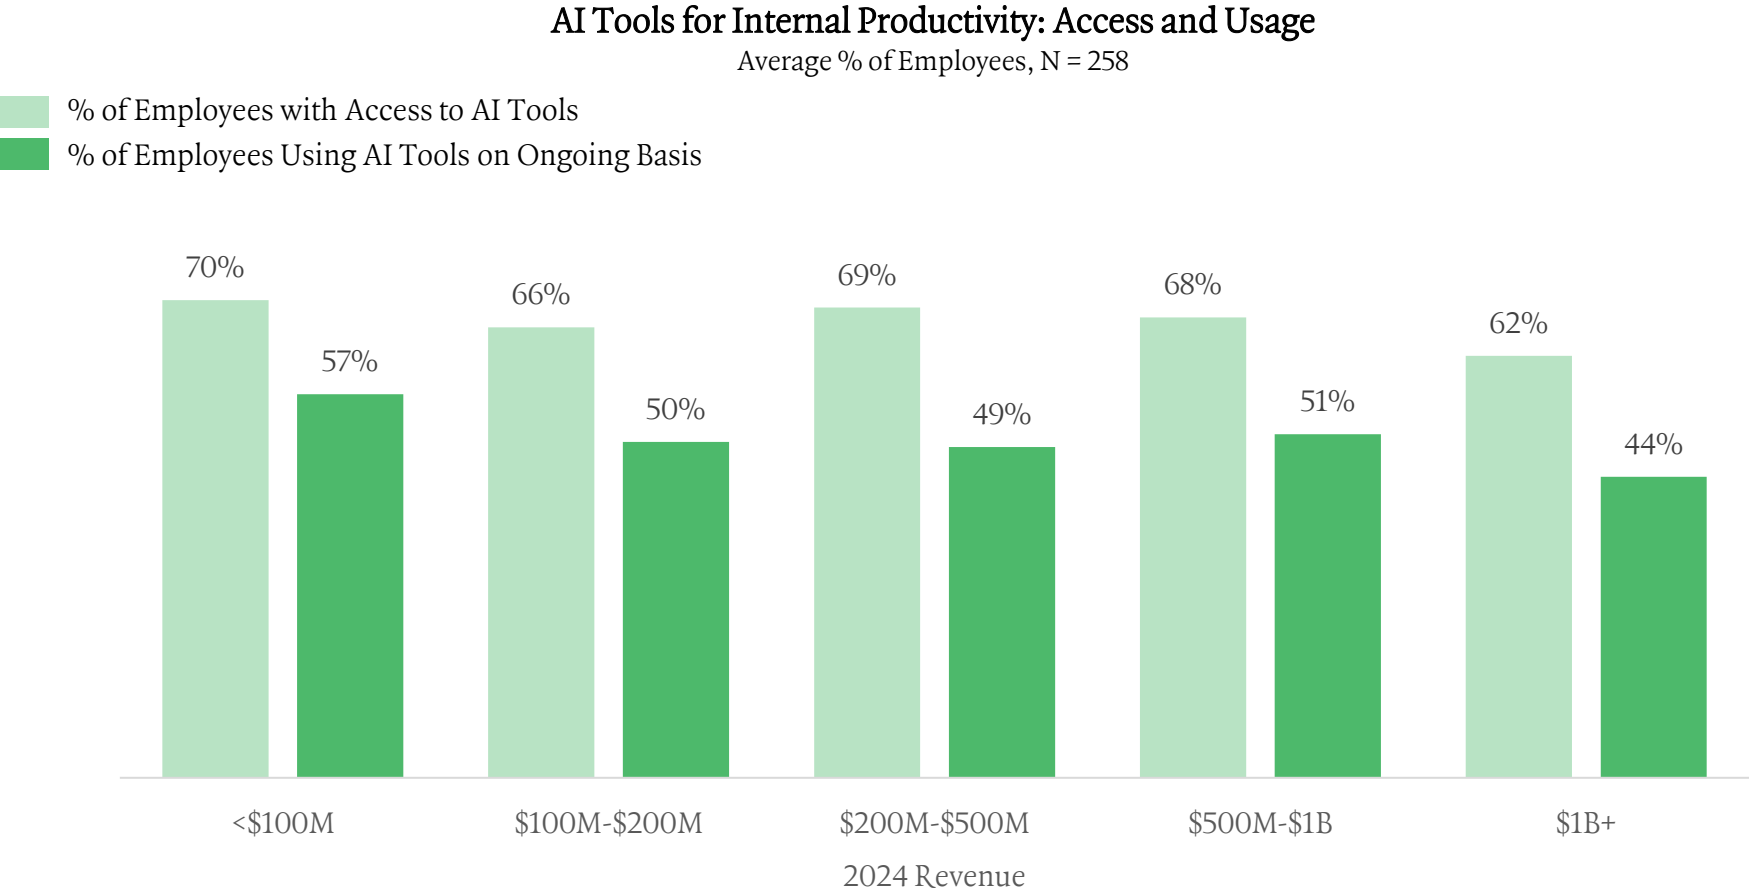 AI Tools for Internal Productivity: Access and Usage
Average % of Employees, N = 258
% of Employees with Access to AI Tools
% of Employees Using AI Tools on Ongoing Basis
70%
57%
66%
50%
69%
49%
68%
51%
62%
44%
<$100M
$100M-$200M
$200M-$500M
$500M-$1B
$1B+
2024 Revenue